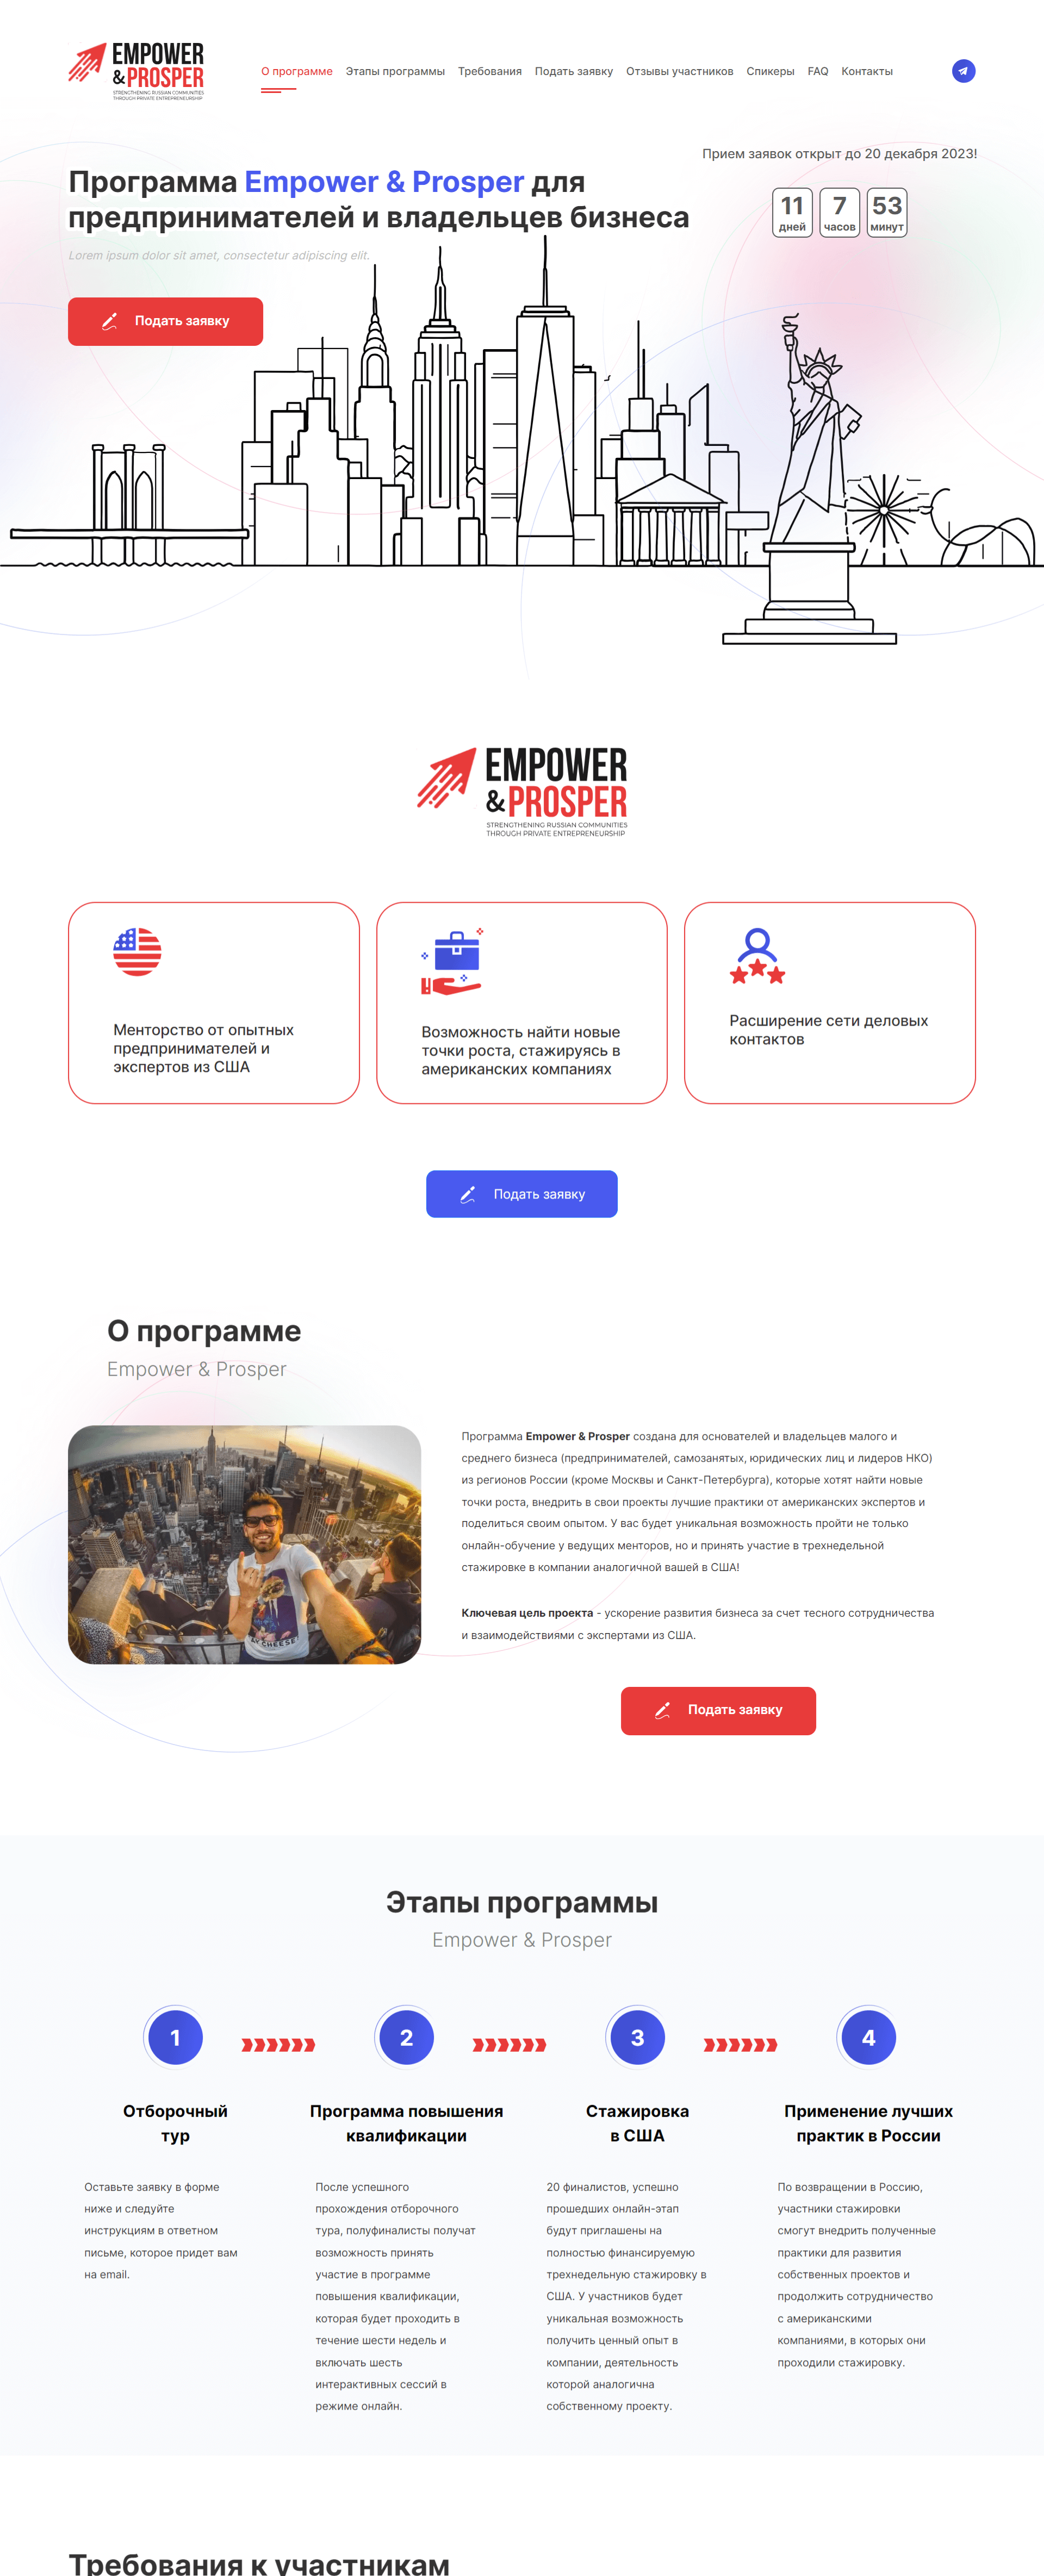 EMPOWER
&PROSPER
STRENGTHENING RUSSIAN COMMUNITIES
THROUGH PRIVATE ENTREPRENEURSHIP
О программе Этапы программы Требования Подать заявку Отзывы участников Спикеры FAQ Контакты
Прием заявок открыт до 20 декабря 2023!
11 7 53
дней часов минут
Программа Empower & Prosper для
предпринимателей и владельцев бизнеса
Lorem ipsum dolor sit amet, consectetur adipiscing elit.
Подать заявку
EMPOWER
&PROSPER
STRENGTHENING RUSSIAN COMMUNITIES
THROUGH PRIVATE ENTREPRENEURSHIP
Менторство от опытных
предпринимателей и
экспертов из США
Возможность найти новые
точки роста, стажируясь в
американских компаниях
Расширение сети деловых
контактов
Подать заявку
О программе
Empower & Prosper
LY CHEESE
Программа Empower & Prosper создана для основателей и владельцев малого и
среднего бизнеса (предпринимателей, самозанятых, юридических лиц и лидеров НКО)
из регионов России (кроме Москвы и Санкт-Петербурга), которые хотят найти новые
точки роста, внедрить в свои проекты лучшие практики от американских экспертов и
поделиться своим опытом. У вас будет уникальная возможность пройти не только
онлайн-обучение у ведущих менторов, но и принять участие в трехнедельной
стажировке в компании аналогичной вашей в США!
Ключевая цель проекта - ускорение развития бизнеса за счет тесного сотрудничества
и взаимодействиями с экспертами из США.
Подать заявку
Этапы программы
Empower & Prosper
1
Отборочный
тур
Оставьте заявку в форме
ниже и следуйте
инструкциям в ответном
письме, которое придет вам
на email.
2
Программа повышения
квалификации
После успешного
прохождения отборочного
тура, полуфиналисты получат
возможность принять
участие в программе
повышения квалификации,
которая будет проходить в
течение шести недель и
включать шесть
интерактивных сессий в
режиме онлайн.
3
Стажировка
в США
20 финалистов, успешно
прошедших онлайн-этап
будут приглашены на
полностью финансируемую
трехнедельную стажировку в
США. У участников будет
уникальная возможность
получить ценный опыт в
компании, деятельность
которой аналогична
собственному проекту.
4
Применение лучших
практик в России
По возвращении в Россию,
участники стажировки
смогут внедрить полученные
практики для развития
собственных проектов и
продолжить сотрудничество
с американскими
компаниями, в которых они
проходили стажировку.
Требования к участникам